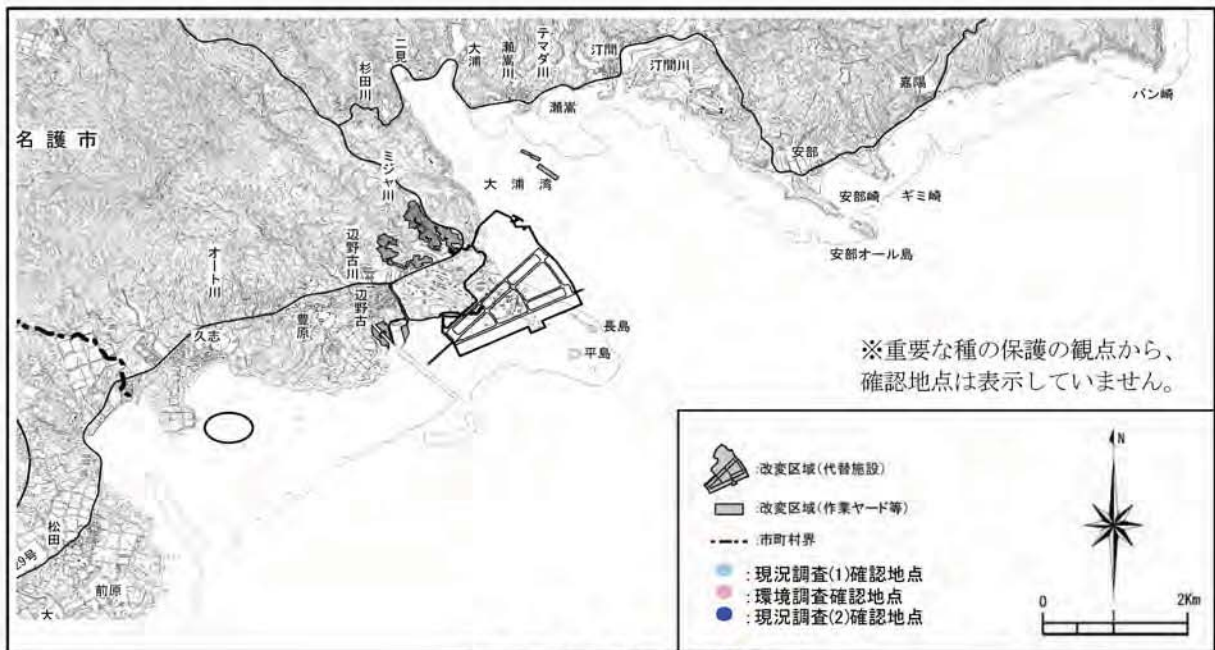 名護市
杉田川
二見
大浦
瀬嵩川
テマダ川
汀間
汀間川
瀬嵩
嘉陽
バン崎
安部
安部崎
ギミ崎
安部オール島
大浦湾
ミジャ川
辺野古川
辺野古
豊原
オート川
久志
長島
平島
松田
29号
前原
大
※重要な種の保護の観点から、
確認地点は表示していません。
:改変区域(代替施設)
:改変区域(作業ヤード等)
:市町村界
:現況調査(1)確認地点
:環境調査確認地点
:現況調査(2)確認地点
N
0 2Km